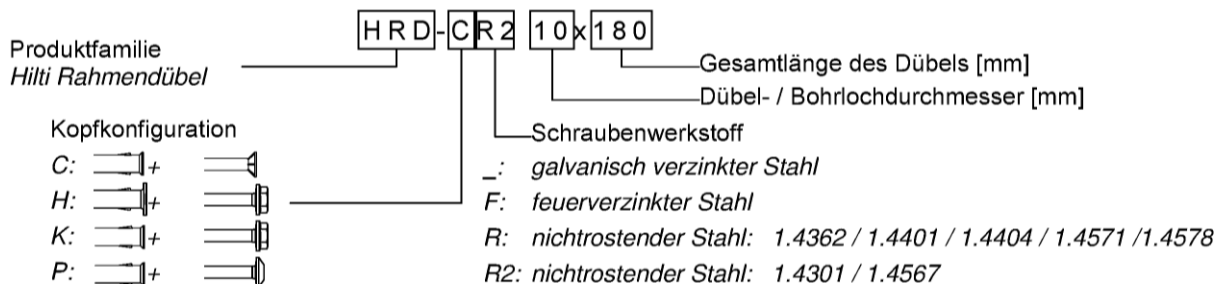 HRD-CR2 10x180
Produktfamilie
Hilti Rahmendübel
Gesamtlänge des Dübels [mm]
Dübel- / Bohrlochdurchmesser [mm]
Kopfkonfiguration
Schraubenwerkstoff
C: +
_: galvanisch verzinkter Stahl
H: +
F: feuerverzinkter Stahl
K: +
R: nichtrostender Stahl: 1.4362 / 1.4401 / 1.4404 / 1.4571 /1.4578
P: +
R2: nichtrostender Stahl: 1.4301 / 1.4567